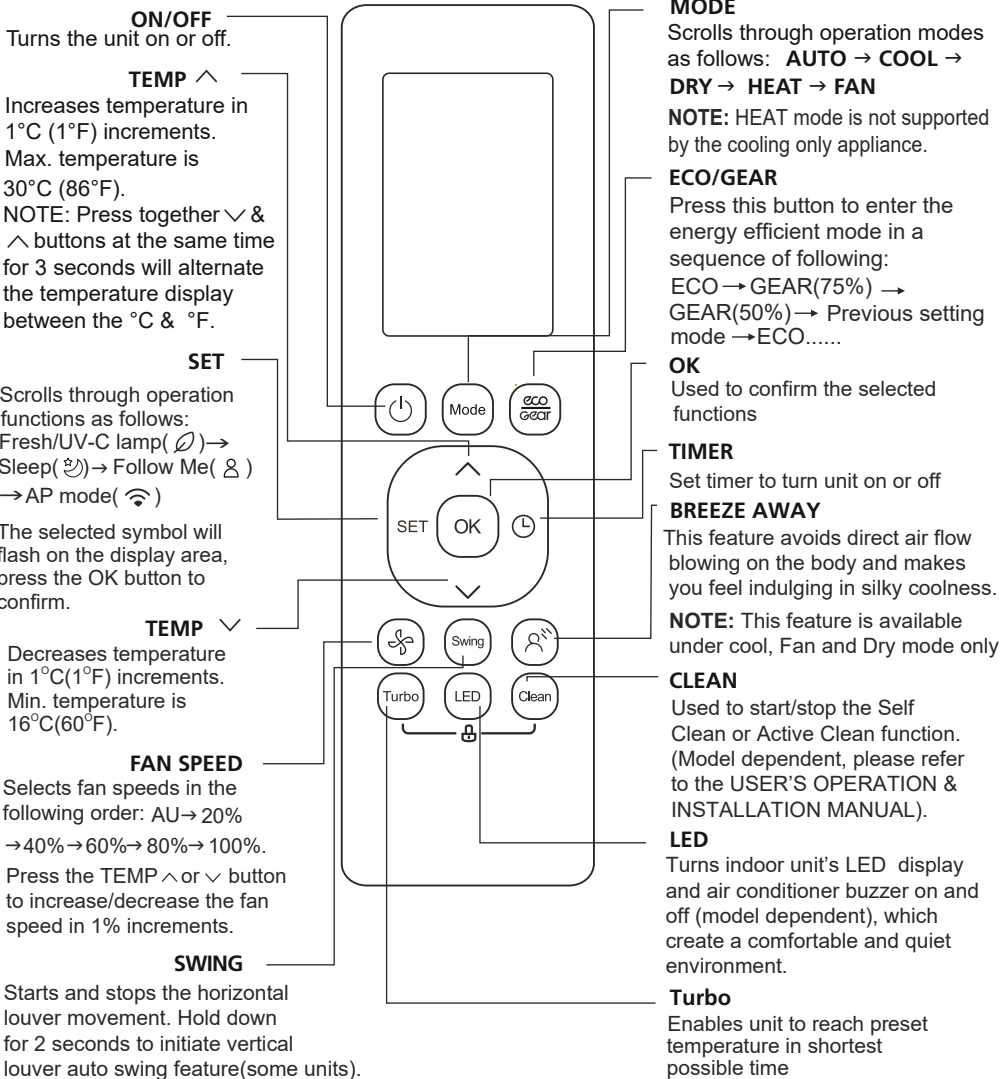 ON/OFF
Turns the unit on or off.
TEMP
Increases temperature in
1°C (1°F) increments.
Max. temperature is
30°C (86°F).
NOTE: Press together &
buttons at the same time
for 3 seconds will alternate
the temperature display
between the °C & °F.
SET
Scrolls through operation
functions as follows:
Fresh/UV-C lamp( )→
Sleep( )→ Follow Me( )
→AP mode( )
The selected symbol will
flash on the display area,
press the OK button to
confirm.
TEMP
Decreases temperature
in 1°C(1°F) increments.
Min. temperature is
16°C(60°F).
FAN SPEED
Selects fan speeds in the
following order: AU→ 20%
→40%→60%→ 80%→ 100%.
Press the TEMP or button
to increase/decrease the fan
speed in 1% increments.
SWING
Starts and stops the horizontal
louver movement. Hold down
for 2 seconds to initiate vertical
louver auto swing feature(some units).
Mode
eco
Gear
SET
OK
Swing
Turbo
LED
Clean
MODE
Scrolls through operation modes
as follows: AUTO → COOL →
DRY → HEAT → FAN
NOTE: HEAT mode is not supported
by the cooling only appliance.
ECO/GEAR
Press this button to enter the
energy efficient mode in a
sequence of following:
ECO → GEAR(75%) →
GEAR(50%)→ Previous setting
mode →ECO......
OK
Used to confirm the selected
functions
TIMER
Set timer to turn unit on or off
BREEZE AWAY
This feature avoids direct air flow
blowing on the body and makes
you feel indulging in silky coolness.
NOTE: This feature is available
under cool, Fan and Dry mode only
CLEAN
Used to start/stop the Self
Clean or Active Clean function.
(Model dependent, please refer
to the USER'S OPERATION &
INSTALLATION MANUAL).
LED
Turns indoor unit's LED display
and air conditioner buzzer on and
off (model dependent), which
create a comfortable and quiet
environment.
Turbo
Enables unit to reach preset
temperature in shortest
possible time